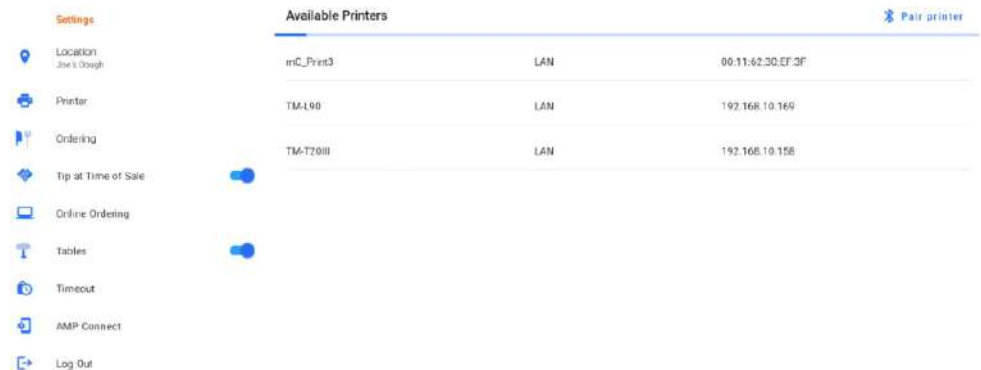 Settings
Location
Joe's Dough
Printer
Ordering
Tip at Time of Sale
Online Ordering
Tables
Timeout
AMP Connect
Log Out
Available Printers
Pair printer
mC_Print3 LAN 00:11:62:30:EF:3F
TM-L90 LAN 192.168.10.169
TM-T20III LAN 192.168.10.158